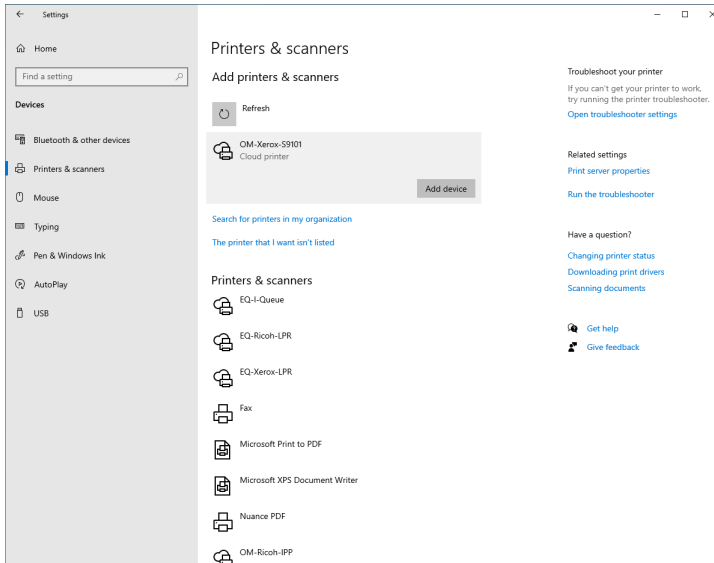 Settings
Home
Find a setting
Devices
Bluetooth & other devices
Printers & scanners
Mouse
Typing
Pen & Windows Ink
AutoPlay
USB
Printers & scanners
Add printers & scanners
Refresh
OM-Xerox-S9101
Cloud printer
Add device
Search for printers in my organization
The printer that I want isn't listed
Printers & scanners
EQ-I-Queue
EQ-Ricoh-LPR
EQ-Xerox-LPR
Fax
Microsoft Print to PDF
Microsoft XPS Document Writer
Nuance PDF
OM-Ricoh-IPP
Troubleshoot your printer
If you can't get your printer to work,
try running the printer troubleshooter.
Open troubleshooter settings
Related settings
Print server properties
Run the troubleshooter
Have a question?
Changing printer status
Downloading print drivers
Scanning documents
Get help
Give feedback